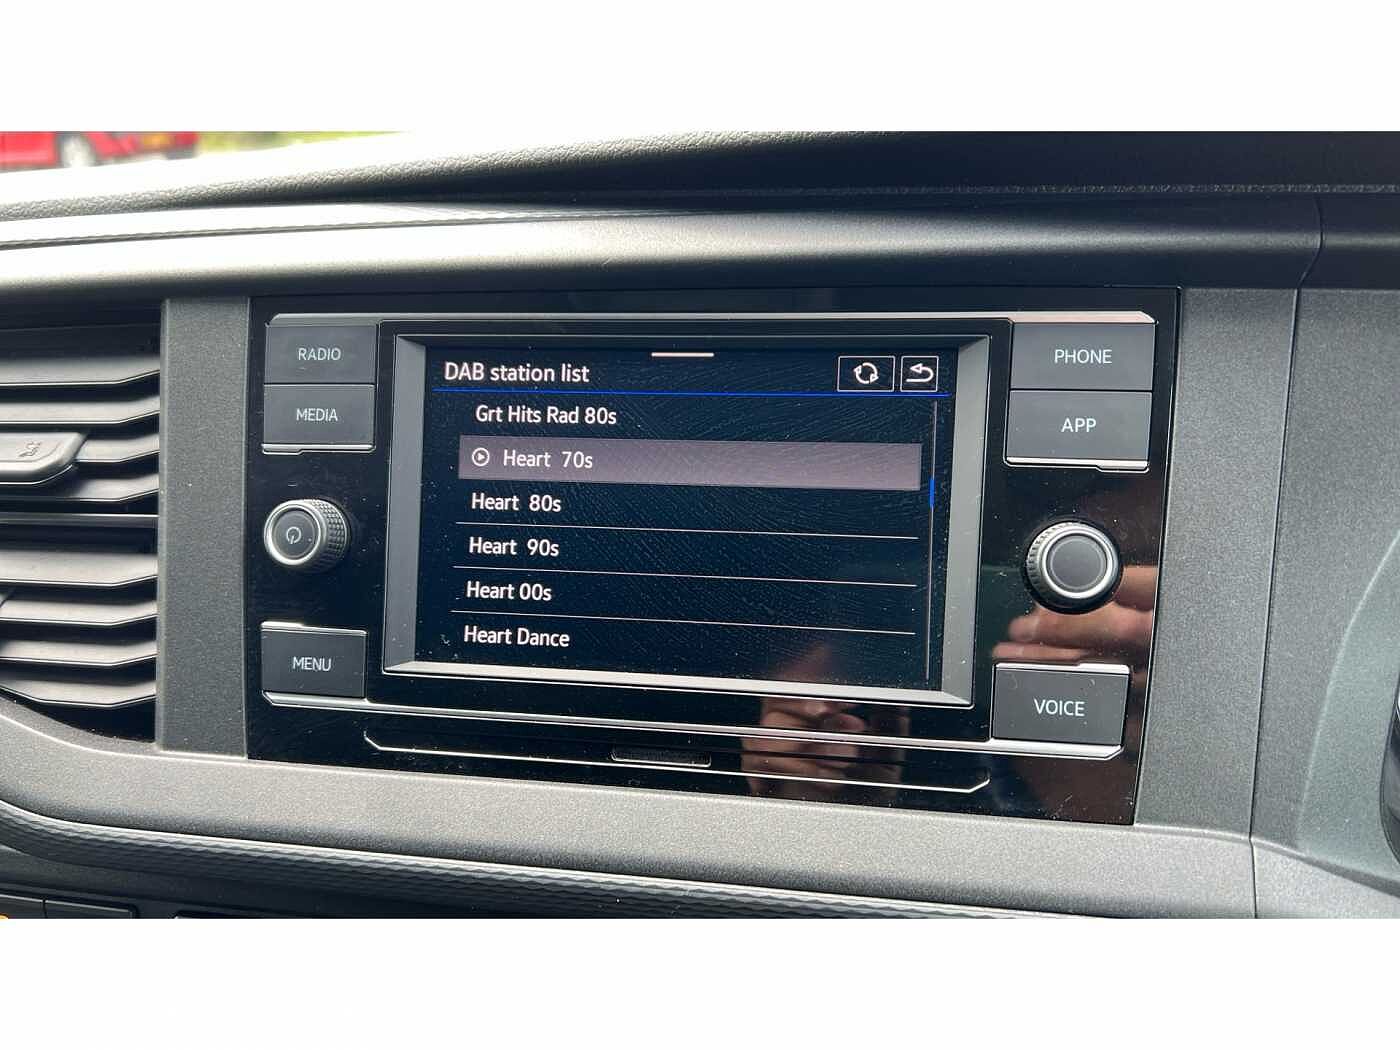 RADIO
MEDIA
MENU
DAB station list
Grt Hits Rad 80s
Heart 70s
Heart 80s
Heart 90s
Heart 00s
Heart Dance
PHONE
APP
VOICE